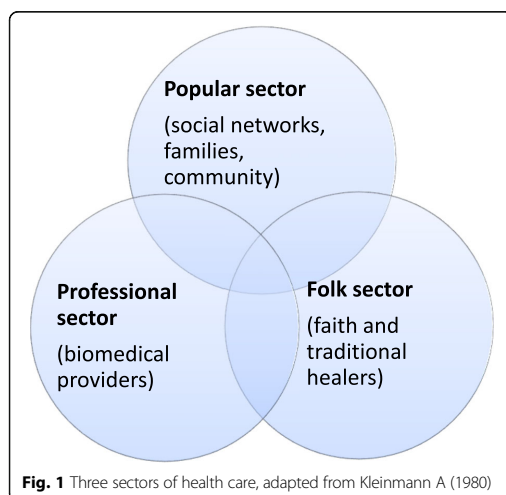 Popular sector
(social networks,
families,
community)
Professional
sector
(biomedical
providers)
Folk sector
(faith and
traditional
healers)
Fig. 1 Three sectors of health care, adapted from Kleinmann A (1980)